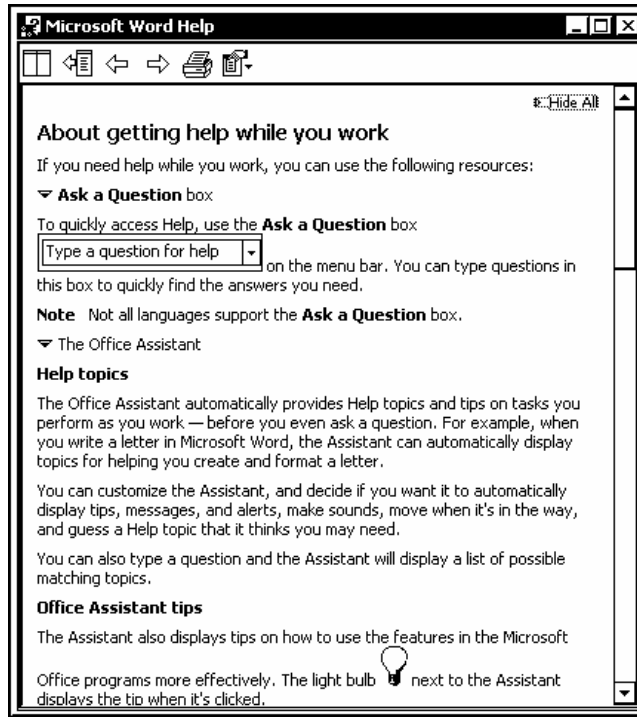 Microsoft Word Help
Hide All
About getting help while you work
If you need help while you work, you can use the following resources:
Ask a Question box
To quickly access Help, use the Ask a Question box
Type a question for help
on the menu bar. You can type questions in
this box to quickly find the answers you need.
Note Not all languages support the Ask a Question box.
The Office Assistant
Help topics
The Office Assistant automatically provides Help topics and tips on tasks you
perform as you work — before you even ask a question. For example, when
you write a letter in Microsoft Word, the Assistant can automatically display
topics for helping you create and format a letter.
You can customize the Assistant, and decide if you want it to automatically
display tips, messages, and alerts, make sounds, move when it's in the way,
and guess a Help topic that it thinks you may need.
You can also type a question and the Assistant will display a list of possible
matching topics.
Office Assistant tips
The Assistant also displays tips on how to use the features in the Microsoft
Office programs more effectively. The light bulb next to the Assistant
displays the tip when it's clicked.